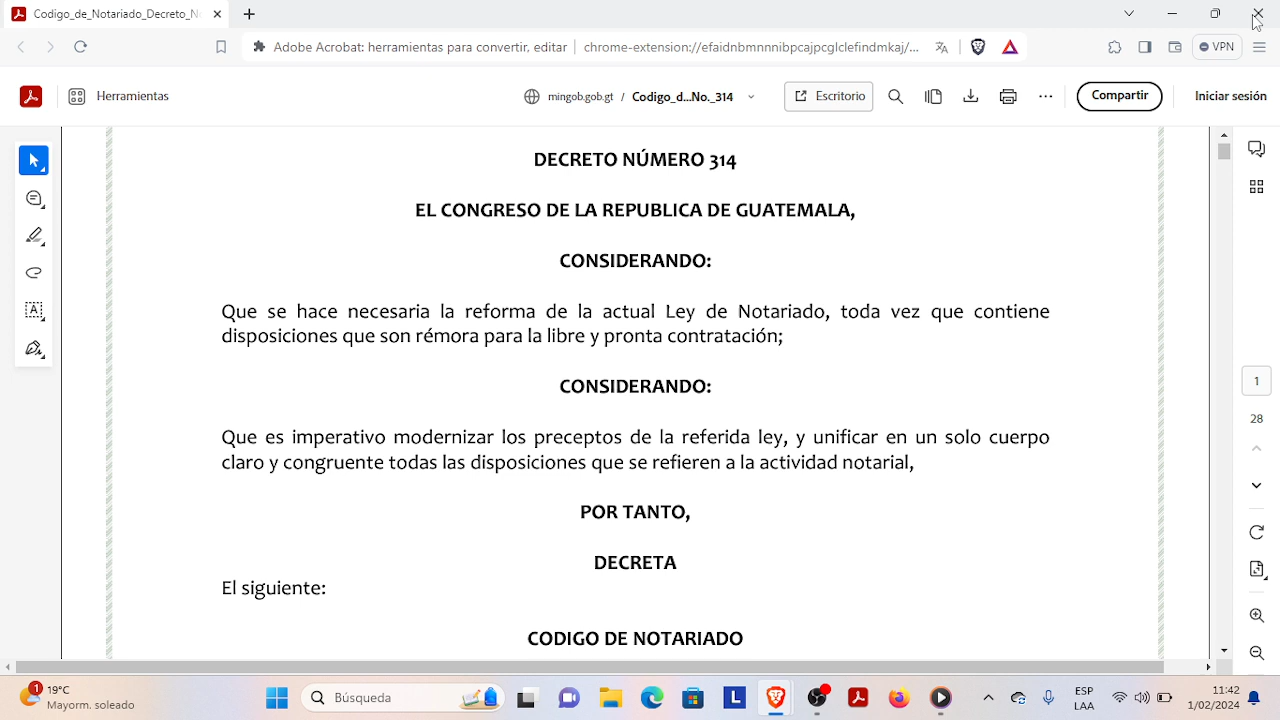 Codigo_de_Notariado_Decreto_N
Adobe Acrobat: herramientas para convertir, editar | chrome-extension://efaidnbmnnnibpcajpcglclefindmkaj/...
VPN
Herramientas
mingob.gob.gt / Codigo_d...No._314
Escritorio
Compartir
Iniciar sesión
DECRETO NÚMERO 314
EL CONGRESO DE LA REPUBLICA DE GUATEMALA,
CONSIDERANDO:
Que se hace necesaria la reforma de la actual Ley de Notariado, toda vez que contiene
disposiciones que son rémora para la libre y pronta contratación;
CONSIDERANDO:
Que es imperativo modernizar los preceptos de la referida ley, y unificar en un solo cuerpo
claro y congruente todas las disposiciones que se refieren a la actividad notarial,
POR TANTO,
DECRETA
El siguiente:
CODIGO DE NOTARIADO
1
28
1
19°C
Mayorm. soleado
Búsqueda
L
ESP
LAA
11:42
1/02/2024